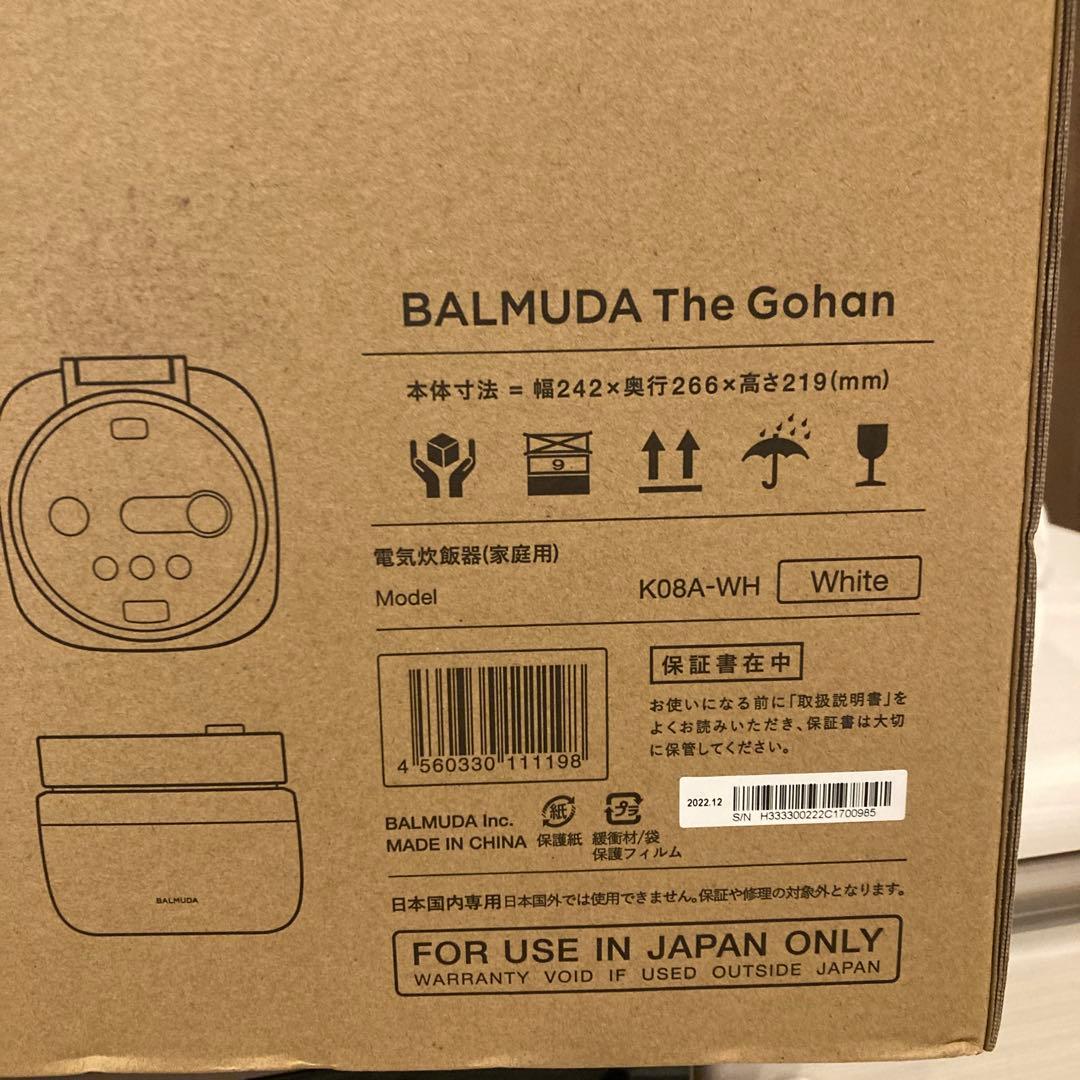 BALMUDA The Gohan
本体寸法 = 幅242×奥行266×高さ219(mm)
9
電気炊飯器(家庭用)
Model K08A-WH White
4 560330 111198
保証書在中
お使いになる前に「取扱説明書」を
よくお読みいただき、保証書は大切
に保管してください。
2022.12
S/N H333300222C1700985
BALMUDA Inc.
MADE IN CHINA
紙
保護紙
プラ
緩衝材/袋
保護フィルム
BALMUDA
日本国内専用 日本国外では使用できません。保証や修理の対象外となります。
FOR USE IN JAPAN ONLY
WARRANTY VOID IF USED OUTSIDE JAPAN